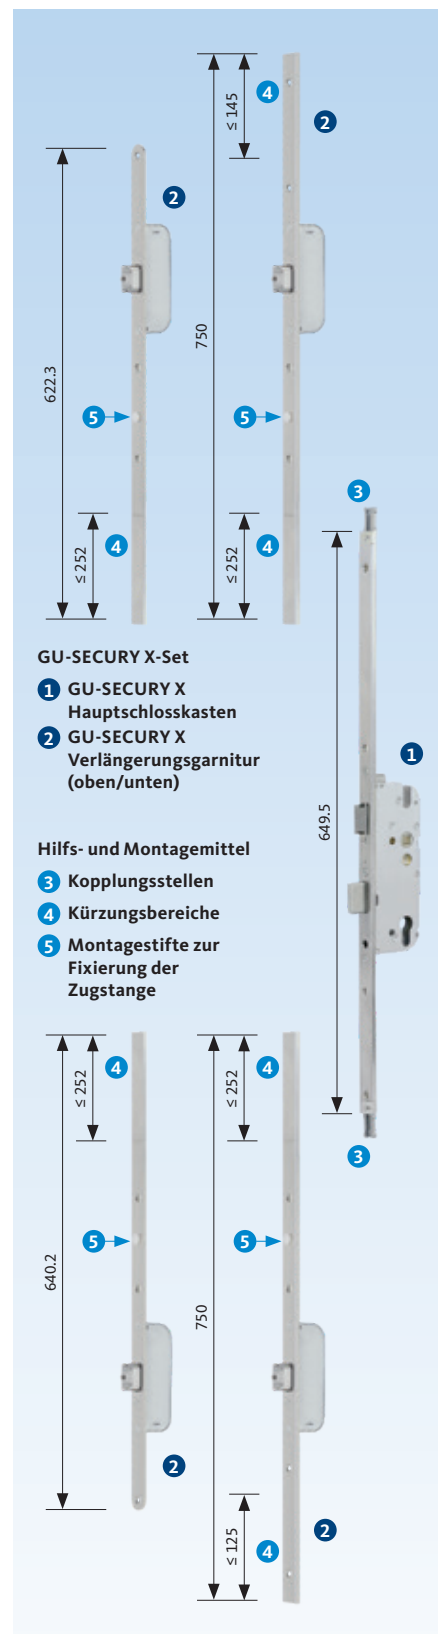 4
≤ 145
2
2
750
622.3
5
5
3
4
4
≤ 252
≤ 252
GU-SECURY X-Set
1 GU-SECURY X
Hauptschlosskasten
2 GU-SECURY X
Verlängerungsgarnitur
(oben/unten)
1
649.5
Hilfs- und Montagemittel
3 Kopplungsstellen
4 Kürzungsbereiche
5 Montagestifte zur
Fixierung der
Zugstange
4
4
≤ 252
≤ 252
3
5
5
640.2
750
2
2
4
≤ 125